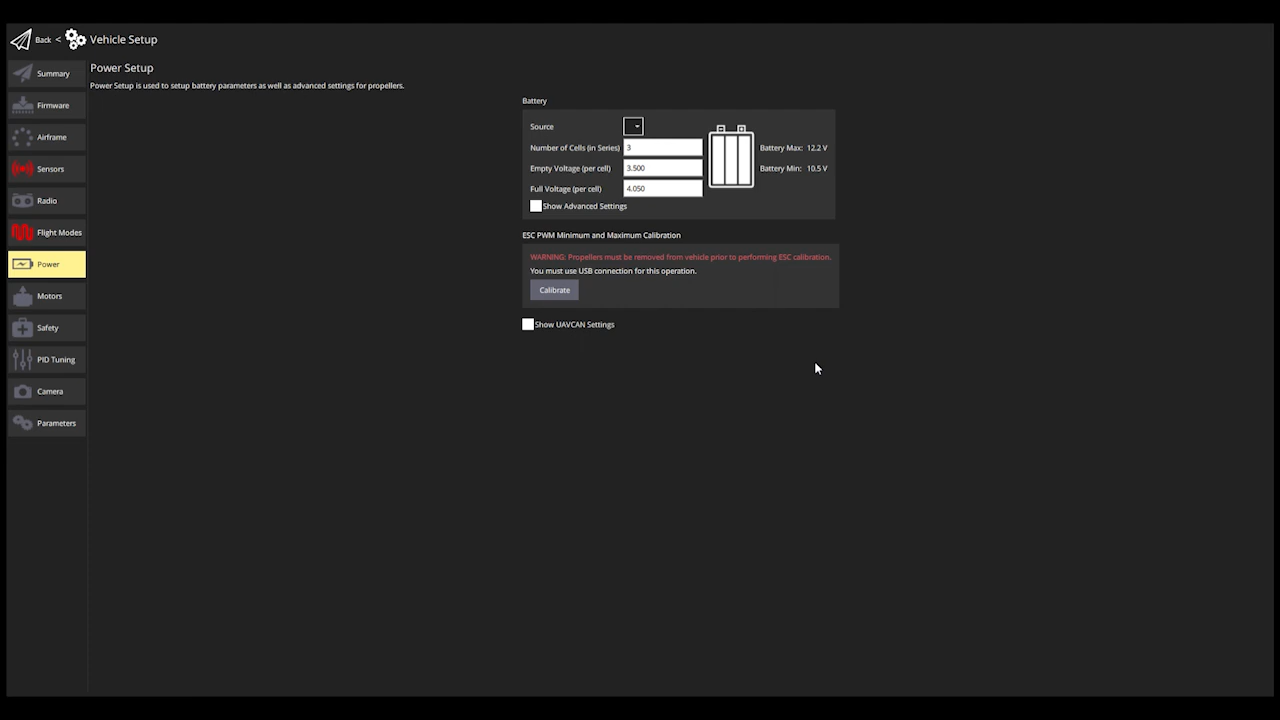 Back < Vehicle Setup
Summary
Firmware
Airframe
Sensors
Radio
Flight Modes
Power
Motors
Safety
PID Tuning
Camera
Parameters
Power Setup
Power Setup is used to setup battery parameters as well as advanced settings for propellers.
Battery
Source
Number of Cells (in Series) 3
Empty Voltage (per cell) 3.500
Full Voltage (per cell) 4.050
Battery Max: 12.2 V
Battery Min: 10.5 V
Show Advanced Settings
ESC PWM Minimum and Maximum Calibration
WARNING: Propellers must be removed from vehicle prior to performing ESC calibration.
You must use USB connection for this operation.
Calibrate
Show UAVCAN Settings